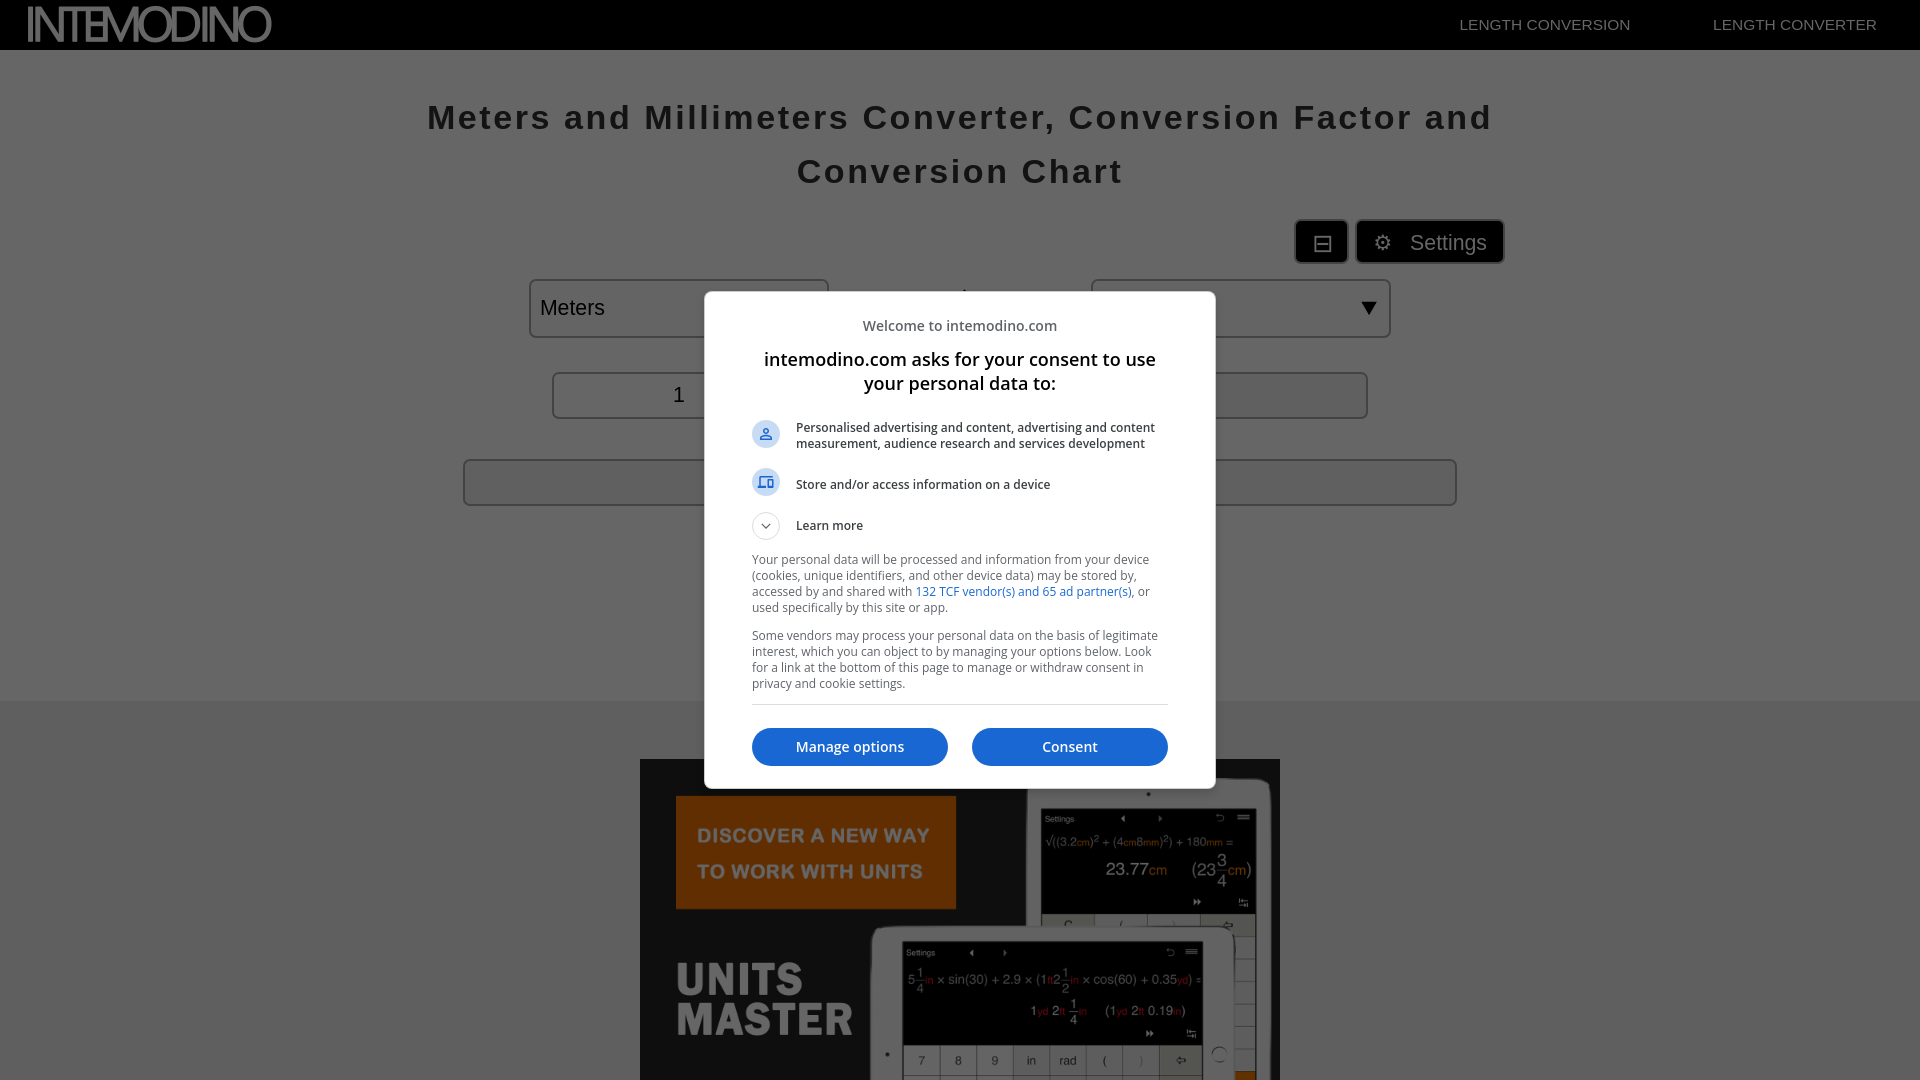 INTEMODINO
LENGTH CONVERSION
LENGTH CONVERTER
Meters and Millimeters Converter, Conversion Factor and
Conversion Chart
⊟
⚙ Settings
Meters
▼
1
Welcome to intemodino.com
intemodino.com asks for your consent to use
your personal data to:
Personalised advertising and content, advertising and content
measurement, audience research and services development
Store and/or access information on a device
Learn more
Your personal data will be processed and information from your device
(cookies, unique identifiers, and other device data) may be stored by,
accessed by and shared with 132 TCF vendor(s) and 65 ad partner(s), or
used specifically by this site or app.
Some vendors may process your personal data on the basis of legitimate
interest, which you can object to by managing your options below. Look
for a link at the bottom of this page to manage or withdraw consent in
privacy and cookie settings.
Manage options
Consent
DISCOVER A NEW WAY
TO WORK WITH UNITS
UNITS
MASTER
Settings
√((3.2cm)² + (4cm8mm)²) + 180mm =
23.77cm (23 3/4 cm)
C ( ) ⇦
Settings
5 1/4 in × sin(30) + 2.9 × (1ft2 1/2 in × cos(60) + 0.35yd) =
1yd 2ft 1/4 in (1yd 2ft 0.19in)
7 8 9 in rad ( ) ⇦